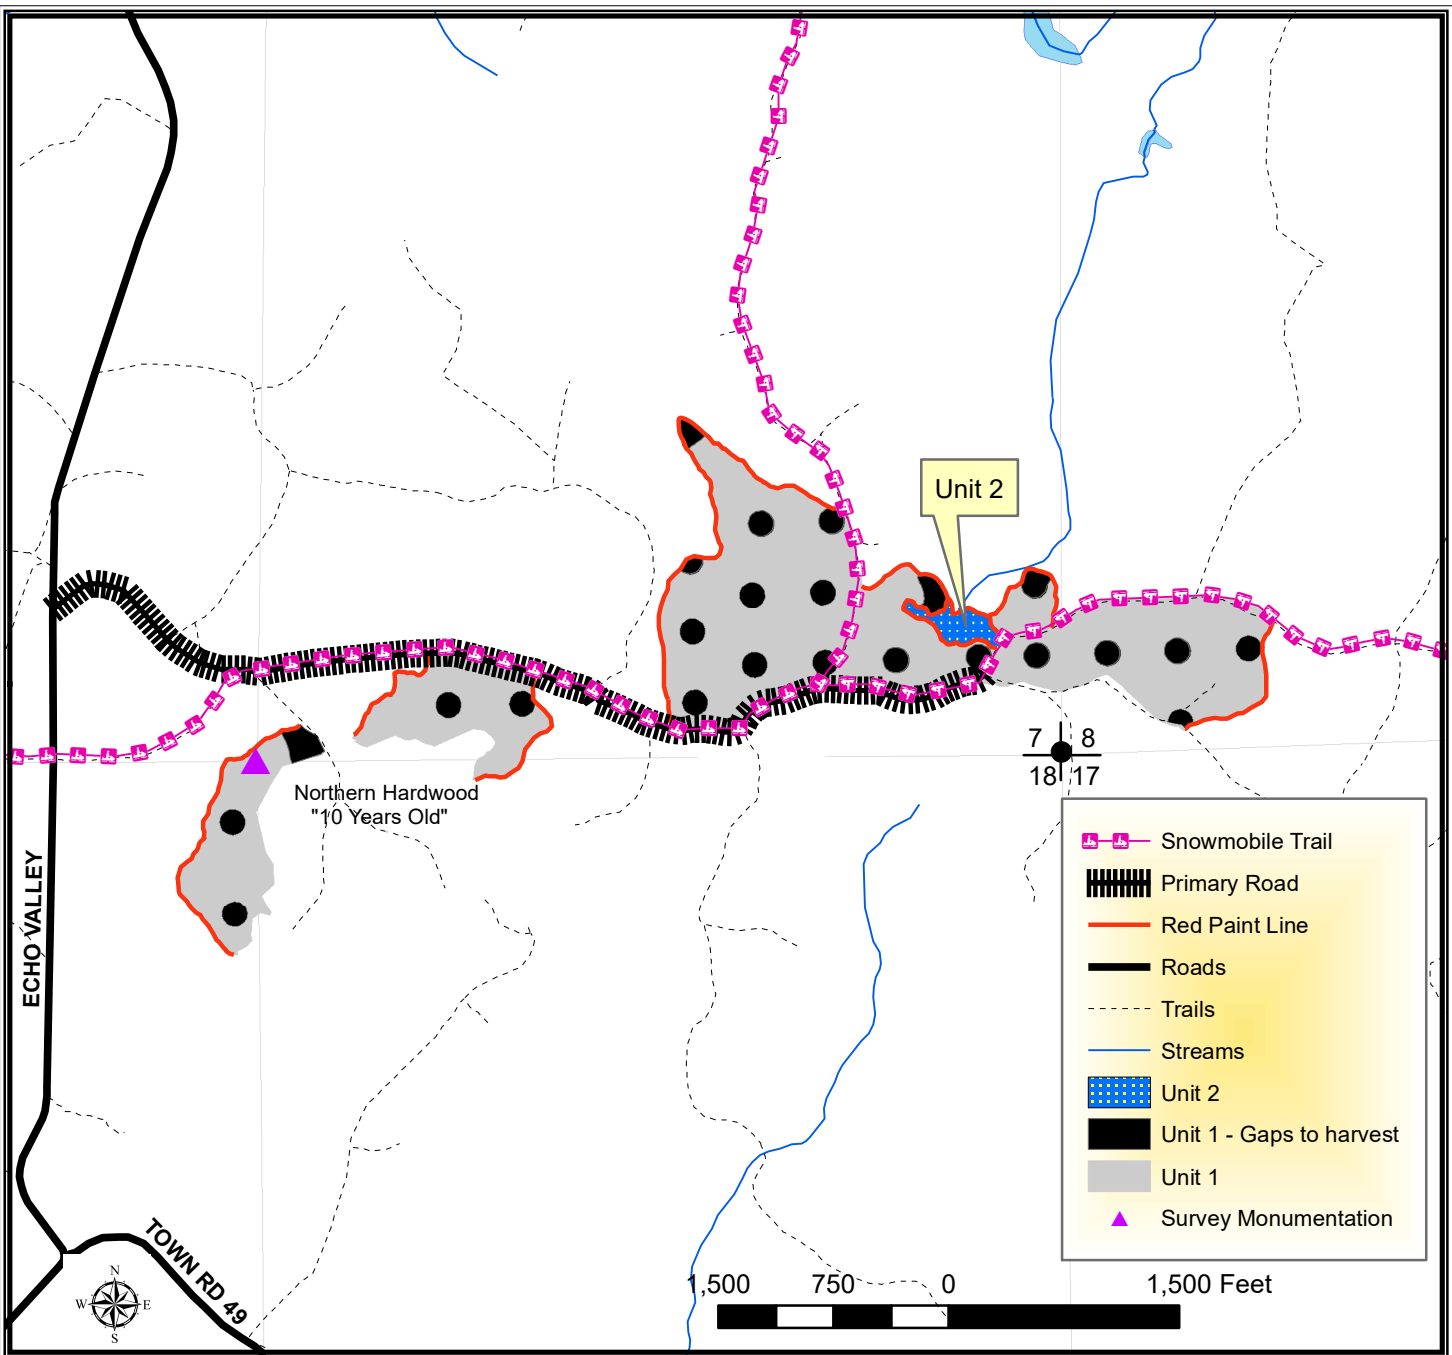 Unit 2
7 8
18 17
Northern Hardwood
"10 Years Old"
ECHO VALLEY
Snowmobile Trail
Primary Road
Red Paint Line
Roads
Trails
Streams
Unit 2
Unit 1 - Gaps to harvest
Unit 1
Survey Monumentation
TOWN RD 49
N
W E
S
1,500 750 0 1,500 Feet